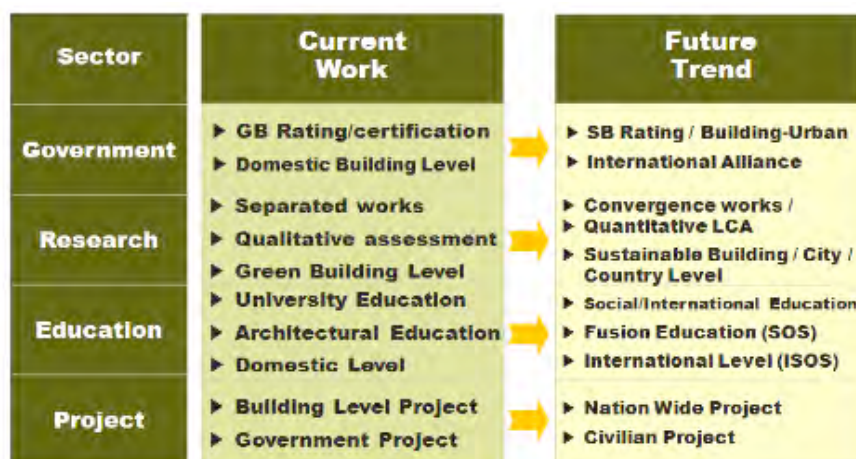 Sector
Current
Work
Future
Trend
Government
▶ GB Rating/certification
▶ Domestic Building Level
▶ SB Rating / Building-Urban
▶ International Alliance
Research
▶ Separated works
▶ Qualitative assessment
▶ Green Building Level
▶ Convergence works /
▶ Quantitative LCA
▶ Sustainable Building / City /
Country Level
Education
▶ University Education
▶ Architectural Education
▶ Domestic Level
▶ Social/International Education
▶ Fusion Education (SOS)
▶ International Level (ISOS)
Project
▶ Building Level Project
▶ Government Project
▶ Nation Wide Project
▶ Civilian Project